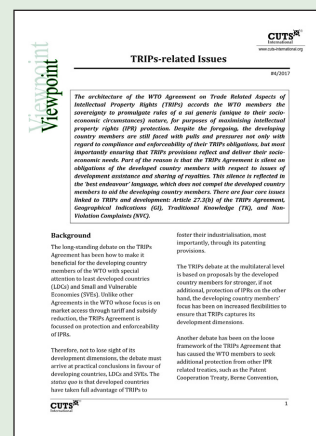 Viewpoint
Viewpoint
CUTS
International
www.cuts-international.org
TRIPs-related Issues
#4/2017
The architecture of the WTO Agreement on Trade Related Aspects of
Intellectual Property Rights (TRIPs) accords the WTO members the
sovereignty to promulgate rules of a sui generis (unique to their socio-
economic circumstances) nature, for purposes of maximising intellectual
property rights (IPR) protection. Despite the foregoing, the developing
country members are still faced with pulls and pressures not only with
regard to compliance and enforceability of their TRIPs obligations, but most
importantly ensuring that TRIPs provisions reflect and deliver their socio-
economic needs. Part of the reason is that the TRIPs Agreement is silent on
obligations of the developed country members with respect to issues of
development assistance and sharing of royalties. This silence is reflected in
the 'best endeavour' language, which does not compel the developed country
members to aid the developing country members. There are four core issues
linked to TRIPs and development: Article 27.3(b) of the TRIPs Agreement,
Geographical Indications (GI), Traditional Knowledge (TK), and Non-
Violation Complaints (NVC).
Background
The long-standing debate on the TRIPs
Agreement has been how to make it
beneficial for the developing country
members of the WTO with special
attention to least developed countries
(LDCs) and Small and Vulnerable
Economies (SVEs). Unlike other
Agreements in the WTO whose focus is on
market access through tariff and subsidy
reduction, the TRIPs Agreement is
focussed on protection and enforceability
of IPRs.
Therefore, not to lose sight of its
development dimensions, the debate must
arrive at practical conclusions in favour of
developing countries, LDCs and SVEs. The
status quo is that developed countries
have taken full advantage of TRIPs to
foster their industrialisation, most
importantly, through its patenting
provisions.
The TRIPs debate at the multilateral level
is based on proposals by the developed
country members for stronger, if not
additional, protection of IPRs on the other
hand, the developing country members'
focus has been on increased flexibilities to
ensure that TRIPs captures its
development dimensions.
Another debate has been on the loose
framework of the TRIPs Agreement that
has caused the WTO members to seek
additional protection from other IPR
related treaties, such as the Patent
Cooperation Treaty, Berne Convention,
CUTS
International
1